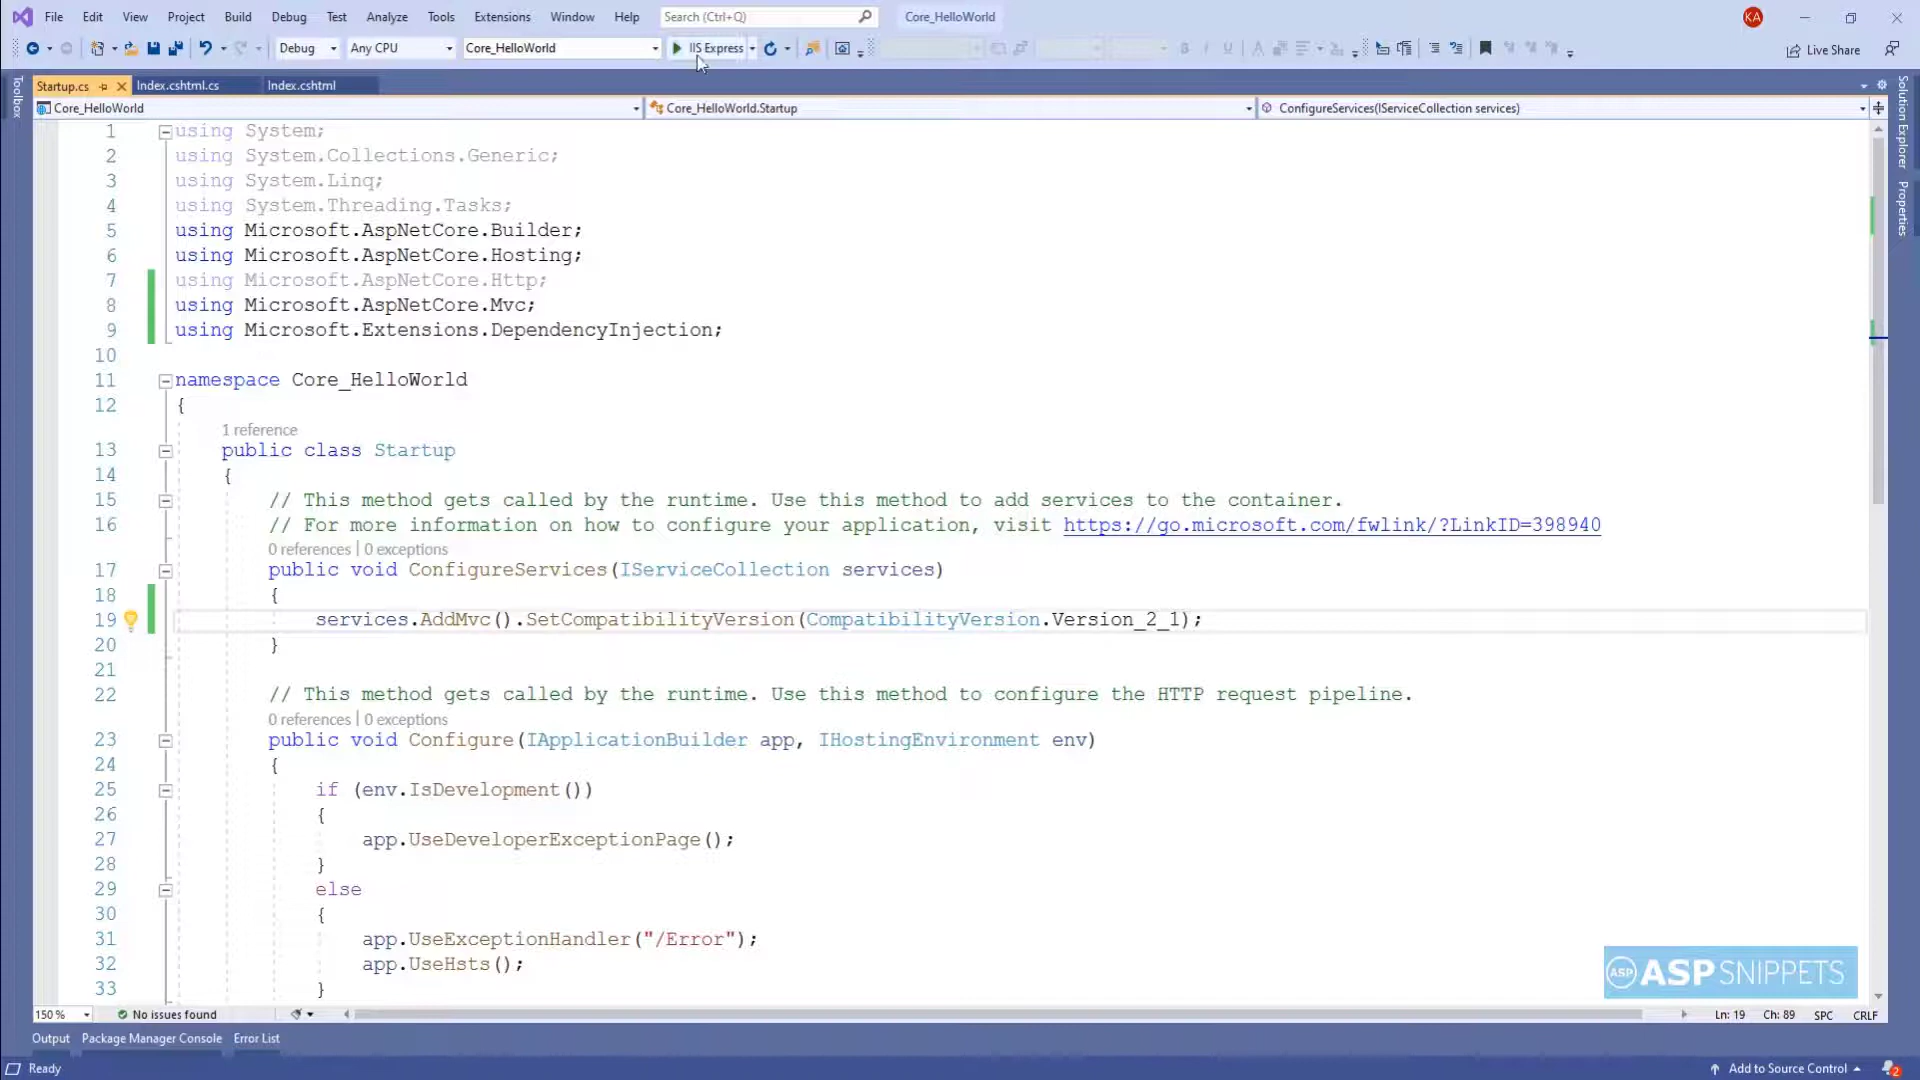 File Edit View Project Build Debug Test Analyze Tools Extensions Window Help Search (Ctrl+Q) Core_HelloWorld KA
Debug Any CPU Core_HelloWorld IIS Express Live Share
Startup.cs Index.cshtml.cs Index.cshtml
Core_HelloWorld Core_HelloWorld.Startup ConfigureServices(IServiceCollection services)
Toolbox
Solution Explorer
Properties
1 using System;
2 using System.Collections.Generic;
3 using System.Linq;
4 using System.Threading.Tasks;
5 using Microsoft.AspNetCore.Builder;
6 using Microsoft.AspNetCore.Hosting;
7 using Microsoft.AspNetCore.Http;
8 using Microsoft.AspNetCore.Mvc;
9 using Microsoft.Extensions.DependencyInjection;
10
11 namespace Core_HelloWorld
12 {
1 reference
13 public class Startup
14 {
15 // This method gets called by the runtime. Use this method to add services to the container.
16 // For more information on how to configure your application, visit https://go.microsoft.com/fwlink/?LinkID=398940
0 references | 0 exceptions
17 public void ConfigureServices(IServiceCollection services)
18 {
19 services.AddMvc().SetCompatibilityVersion(CompatibilityVersion.Version_2_1);
20 }
21
22 // This method gets called by the runtime. Use this method to configure the HTTP request pipeline.
0 references | 0 exceptions
23 public void Configure(IApplicationBuilder app, IHostingEnvironment env)
24 {
25 if (env.IsDevelopment())
26 {
27 app.UseDeveloperExceptionPage();
28 }
29 else
30 {
31 app.UseExceptionHandler("/Error");
32 app.UseHsts();
33 }
ASP ASPSNIPPETS
150 % No issues found Ln: 19 Ch: 89 SPC CRLF
Output Package Manager Console Error List
Ready Add to Source Control 2